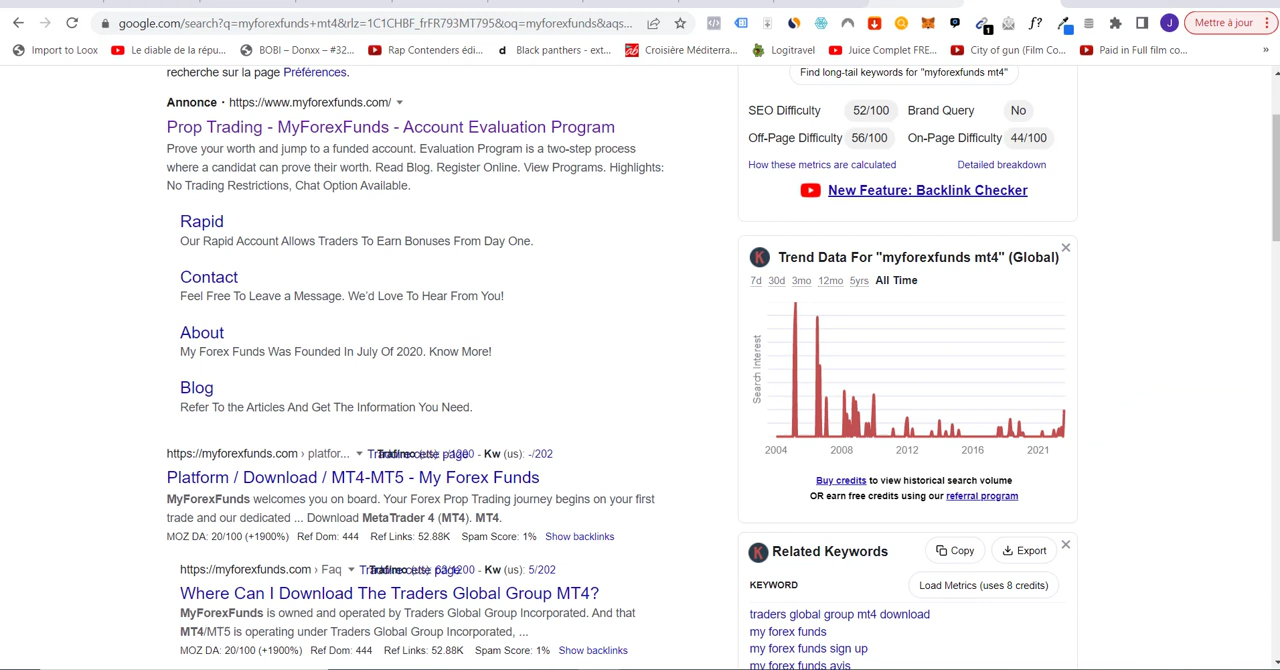 google.com/search?q=myforexfunds+mt4&rlz=1C1CHBF_frFR793MT795&oq=myforexfunds&aqs...
f?
1
J
Mettre à jour
Import to Loox
Le diable de la répu...
BOBI – Donxx – #32...
Rap Contenders édi...
d
Black panthers - ext...
ab
Croisière Méditerra...
Logitravel
Juice Complet FRE...
City of gun (Film Co...
Paid in Full film co...
»
recherche sur la page Préférences.
Annonce · https://www.myforexfunds.com/
Prop Trading - MyForexFunds - Account Evaluation Program
Prove your worth and jump to a funded account. Evaluation Program is a two-step process
where a candidat can prove their worth. Read Blog. Register Online. View Programs. Highlights:
No Trading Restrictions, Chat Option Available.
Rapid
Our Rapid Account Allows Traders To Earn Bonuses From Day One.
Contact
Feel Free To Leave a Message. We'd Love To Hear From You!
About
My Forex Funds Was Founded In July Of 2020. Know More!
Blog
Refer To the Articles And Get The Information You Need.
https://myforexfunds.com › platfor...
- Kw (us): -/202
Platform / Download / MT4-MT5 - My Forex Funds
MyForexFunds welcomes you on board. Your Forex Prop Trading journey begins on your first
trade and our dedicated ... Download MetaTrader 4 (MT4). MT4.
MOZ DA: 20/100 (+1900%) Ref Dom: 444 Ref Links: 52.88K Spam Score: 1% Show backlinks
https://myforexfunds.com › Faq
- Kw (us): 5/202
Where Can I Download The Traders Global Group MT4?
MyForexFunds is owned and operated by Traders Global Group Incorporated. And that
MT4/MT5 is operating under Traders Global Group Incorporated, ...
MOZ DA: 20/100 (+1900%) Ref Dom: 444 Ref Links: 52.88K Spam Score: 1% Show backlinks
Find long-tail keywords for "myforexfunds mt4"
SEO Difficulty 52/100 Brand Query No
Off-Page Difficulty 56/100 On-Page Difficulty 44/100
How these metrics are calculated Detailed breakdown
New Feature: Backlink Checker
K
Trend Data For "myforexfunds mt4" (Global)
7d 30d 3mo 12mo 5yrs All Time
Search Interest
2004 2008 2012 2016 2021
Buy credits to view historical search volume
OR earn free credits using our referral program
K
Related Keywords
Copy
Export
KEYWORD
Load Metrics (uses 8 credits)
traders global group mt4 download
my forex funds
my forex funds sign up
my forex funds avis